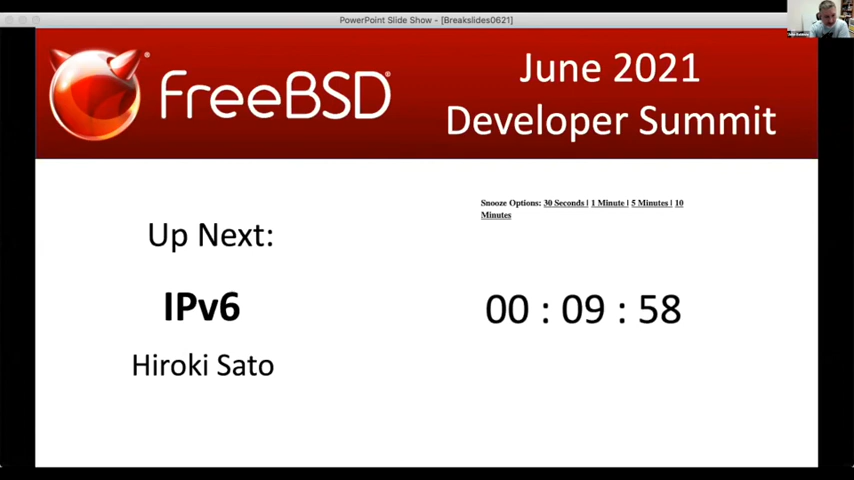 PowerPoint Slide Show - [Breakslides0621]
FreeBSD®
June 2021
Developer Summit
Snooze Options: 30 Seconds | 1 Minute | 5 Minutes | 10
Minutes
Up Next:
IPv6
Hiroki Sato
00 : 09 : 58